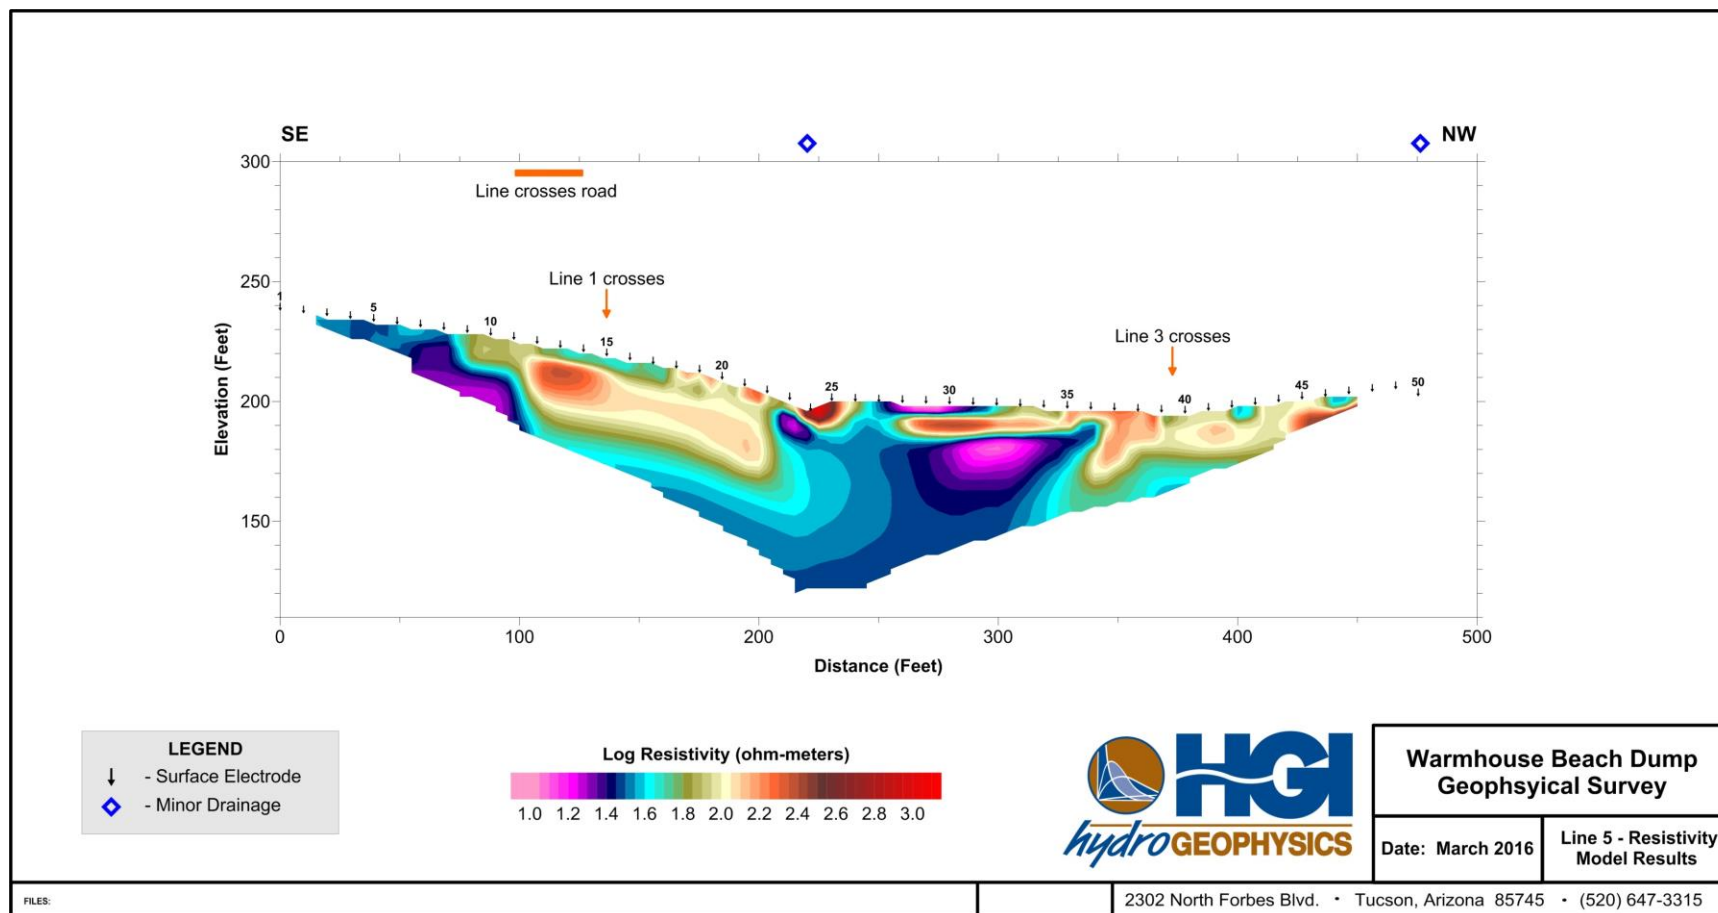 SE
NW
300
Line crosses road
250
Line 1 crosses
Line 3 crosses
1
5
10
15
20
25
30
35
40
45
50
200
150
Elevation (Feet)
0
100
200
300
400
500
Distance (Feet)
LEGEND
- Surface Electrode
- Minor Drainage
Log Resistivity (ohm-meters)
1.0 1.2 1.4 1.6 1.8 2.0 2.2 2.4 2.6 2.8 3.0
HGI
hydroGEOPHYSICS
Warmhouse Beach Dump
Geophsyical Survey
Date: March 2016
Line 5 - Resistivity
Model Results
FILES:
2302 North Forbes Blvd. • Tucson, Arizona 85745 • (520) 647-3315